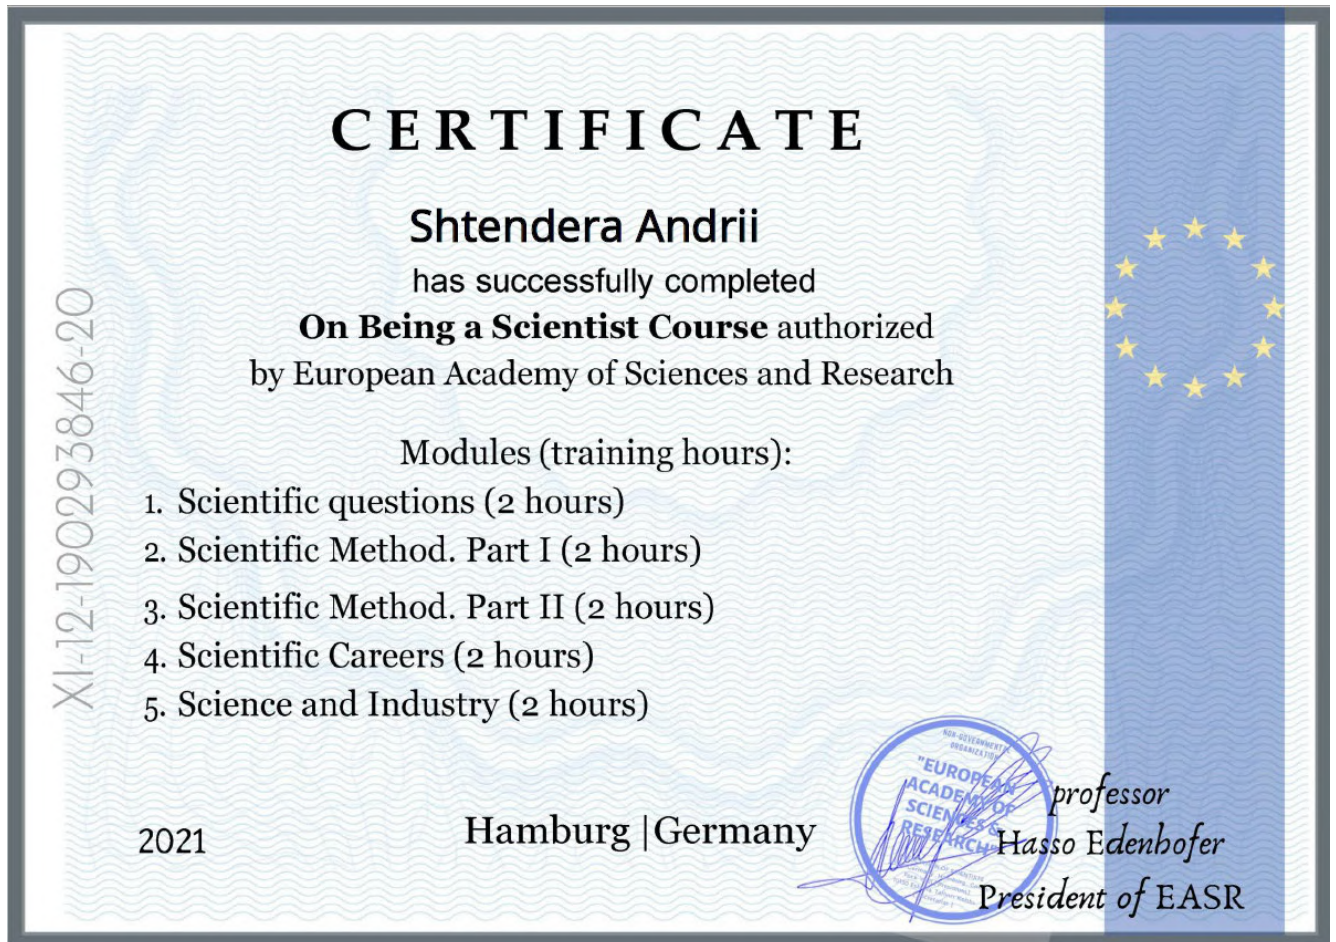 CERTIFICATE
Shtendera Andrii
has successfully completed
On Being a Scientist Course authorized
by European Academy of Sciences and Research
Modules (training hours):
1. Scientific questions (2 hours)
2. Scientific Method. Part I (2 hours)
3. Scientific Method. Part II (2 hours)
4. Scientific Careers (2 hours)
5. Science and Industry (2 hours)
XI-12-190293846-20
2021
Hamburg |Germany
NON-GOVERNMENTAL
ORGANIZATION
"EUROPEAN
ACADEMY OF
SCIENCES &
RESEARCH"
professor
Hasso Edenhofer
President of EASR